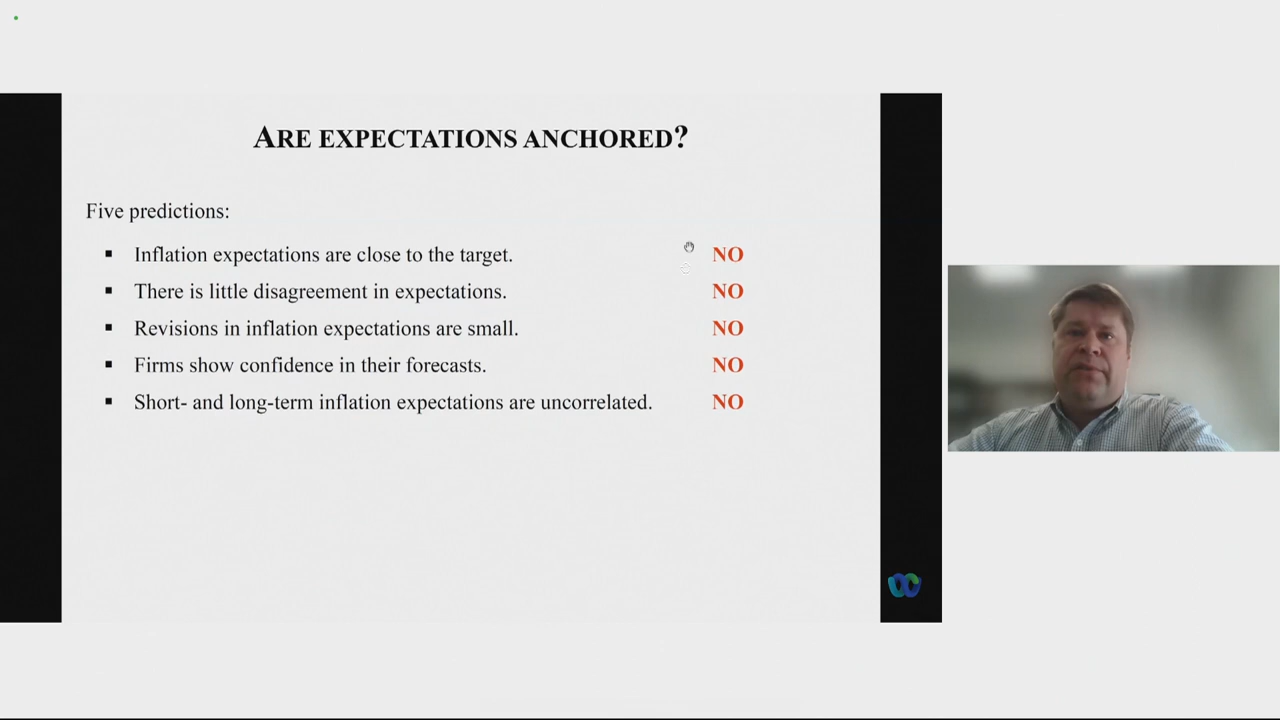 ARE EXPECTATIONS ANCHORED?
Five predictions:
▪ Inflation expectations are close to the target. NO
▪ There is little disagreement in expectations. NO
▪ Revisions in inflation expectations are small. NO
▪ Firms show confidence in their forecasts. NO
▪ Short- and long-term inflation expectations are uncorrelated. NO